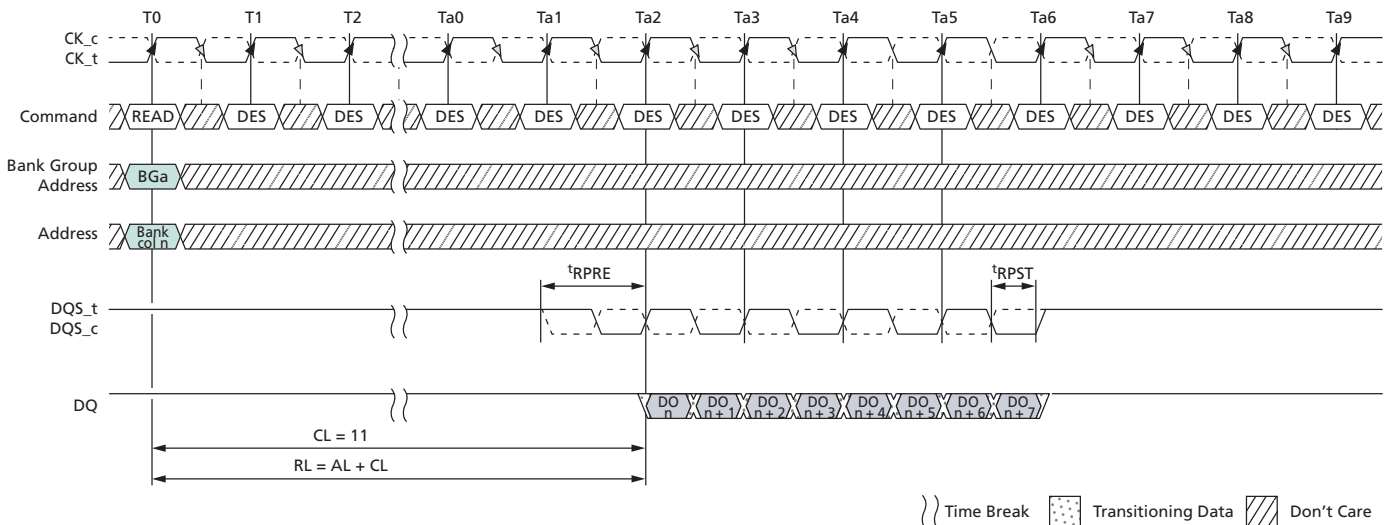 T0 T1 T2 Ta0 Ta1 Ta2 Ta3 Ta4 Ta5 Ta6 Ta7 Ta8 Ta9
CK_c
CK_t
Command READ DES DES DES DES DES DES DES DES DES DES DES DES
Bank Group
Address
BGa
Address
Bank
col n
tRPRE tRPST
DQS_t
DQS_c
DQ
DO DO DO DO DO DO DO DO
n n + 1 n + 2 n + 3 n + 4 n + 5 n + 6 n + 7
CL = 11
RL = AL + CL
Time Break Transitioning Data Don't Care